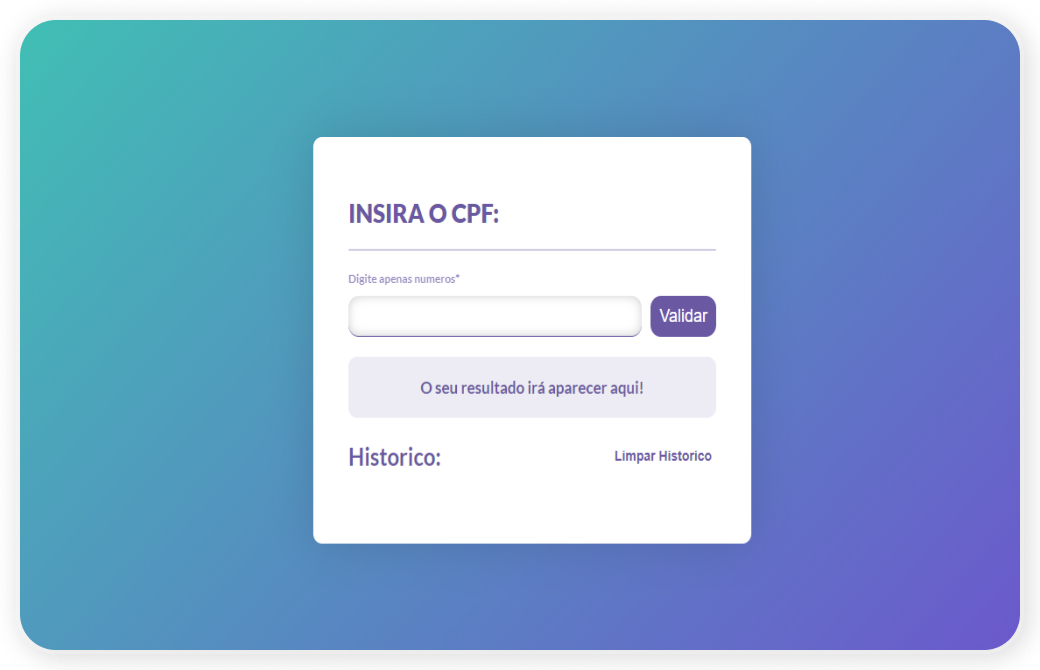 INSIRA O CPF:
Digite apenas numeros*
Validar
O seu resultado irá aparecer aqui!
Historico:
Limpar Historico